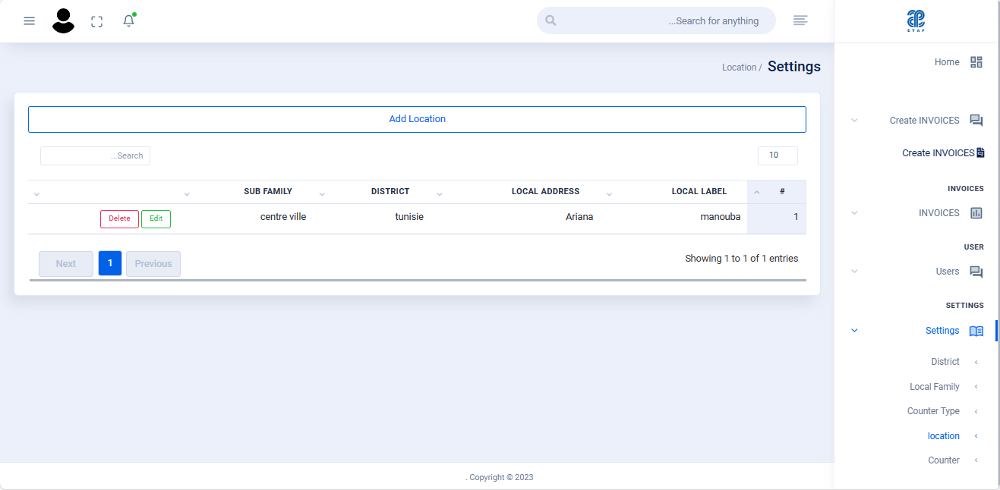 ...Search for anything
ETAP
Home
Create INVOICES
Create INVOICES
INVOICES
INVOICES
USER
Users
SETTINGS
Settings
District
Local Family
Counter Type
location
Counter
Location / Settings
Add Location
...Search
10
SUB FAMILY DISTRICT LOCAL ADDRESS LOCAL LABEL #
Delete Edit centre ville tunisie Ariana manouba 1
Next 1 Previous
Showing 1 to 1 of 1 entries
. Copyright © 2023